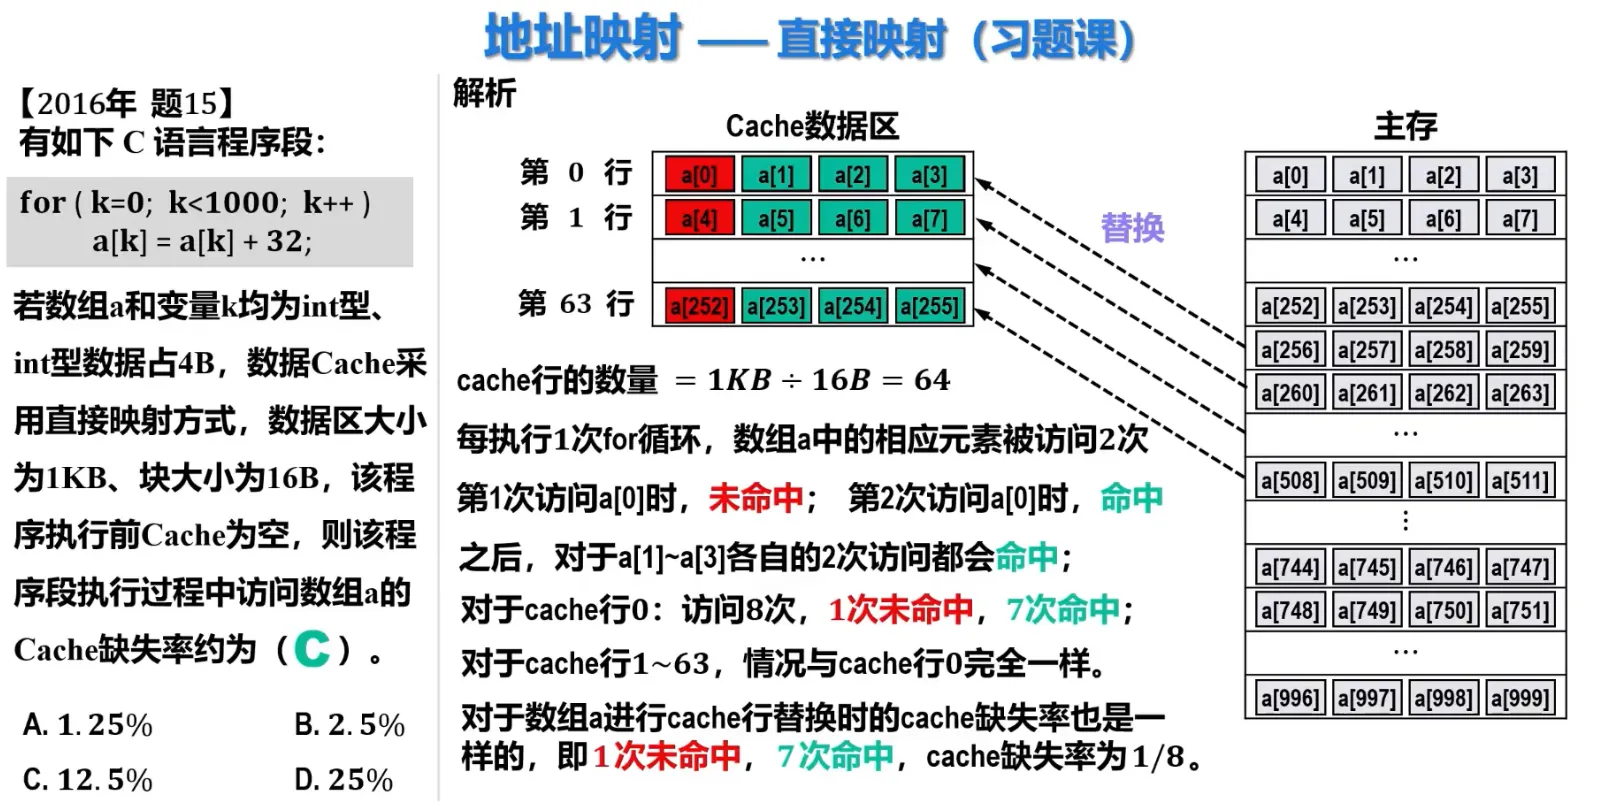 地址映射 —— 直接映射（习题课）
【2016年 题15】
有如下 C 语言程序段：
for ( k=0; k<1000; k++ )
a[k] = a[k] + 32;
若数组a和变量k均为int型、
int型数据占4B，数据Cache采
用直接映射方式，数据区大小
为1KB、块大小为16B，该程
序执行前Cache为空，则该程
序段执行过程中访问数组a的
Cache缺失率约为（C）。
A. 1.25% B. 2.5%
C. 12.5% D. 25%
解析
Cache数据区
第 0 行 a[0] a[1] a[2] a[3]
第 1 行 a[4] a[5] a[6] a[7]
···
第 63 行 a[252] a[253] a[254] a[255]
替换
主存
a[0] a[1] a[2] a[3]
a[4] a[5] a[6] a[7]
···
a[252] a[253] a[254] a[255]
a[256] a[257] a[258] a[259]
a[260] a[261] a[262] a[263]
···
a[508] a[509] a[510] a[511]
⋮
a[744] a[745] a[746] a[747]
a[748] a[749] a[750] a[751]
···
a[996] a[997] a[998] a[999]
cache行的数量 = 1KB ÷ 16B = 64
每执行1次for循环，数组a中的相应元素被访问2次
第1次访问a[0]时，未命中； 第2次访问a[0]时，命中
之后，对于a[1]~a[3]各自的2次访问都会命中；
对于cache行0：访问8次，1次未命中，7次命中；
对于cache行1~63，情况与cache行0完全一样。
对于数组a进行cache行替换时的cache缺失率也是一
样的，即1次未命中，7次命中，cache缺失率为1/8。